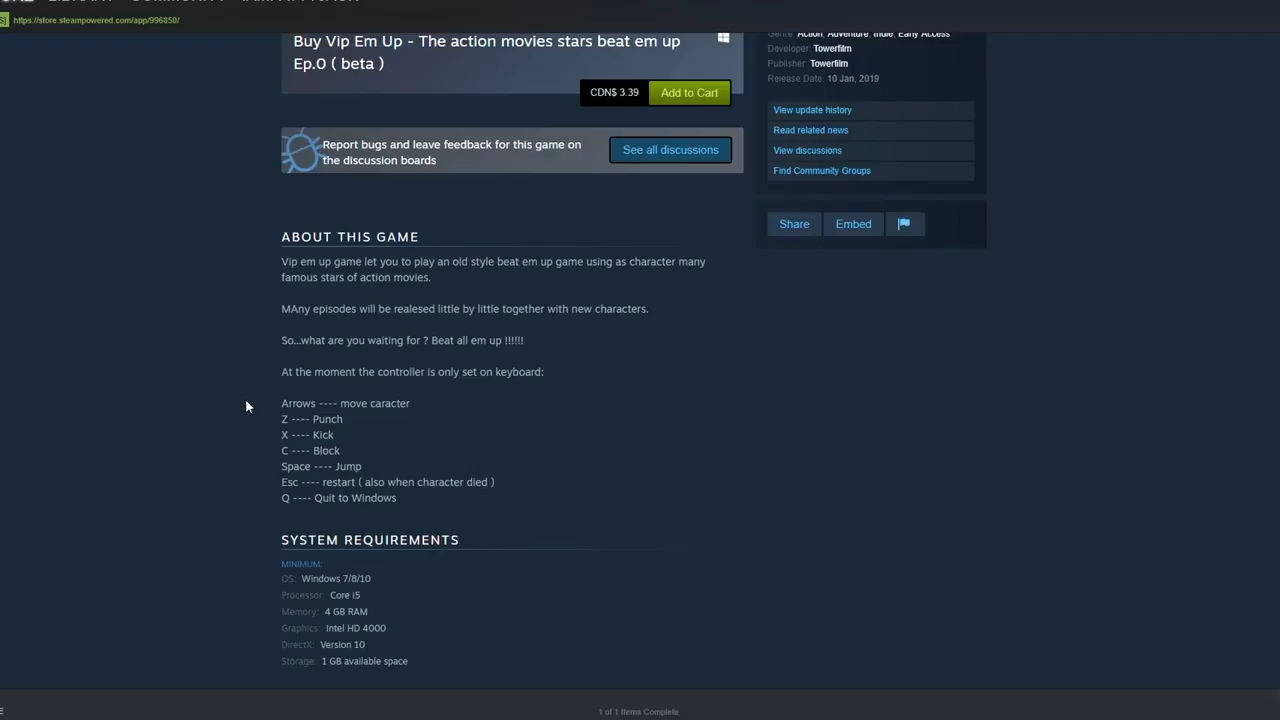 https://store.steampowered.com/app/996850/
Buy Vip Em Up - The action movies stars beat em up
Ep.0 ( beta )
CDN$ 3.39
Add to Cart
Report bugs and leave feedback for this game on
the discussion boards
See all discussions
ABOUT THIS GAME
Vip em up game let you to play an old style beat em up game using as character many
famous stars of action movies.
MAny episodes will be realesed little by little together with new characters.
So...what are you waiting for ? Beat all em up !!!!!!
At the moment the controller is only set on keyboard:
Arrows ---- move caracter
Z ---- Punch
X ---- Kick
C ---- Block
Space ---- Jump
Esc ---- restart ( also when character died )
Q ---- Quit to Windows
SYSTEM REQUIREMENTS
MINIMUM:
OS: Windows 7/8/10
Processor: Core i5
Memory: 4 GB RAM
Graphics: Intel HD 4000
DirectX: Version 10
Storage: 1 GB available space
Genre: Action, Adventure, Indie, Early Access
Developer: Towerfilm
Publisher: Towerfilm
Release Date: 10 Jan, 2019
View update history
Read related news
View discussions
Find Community Groups
Share
Embed
1 of 1 Items Complete